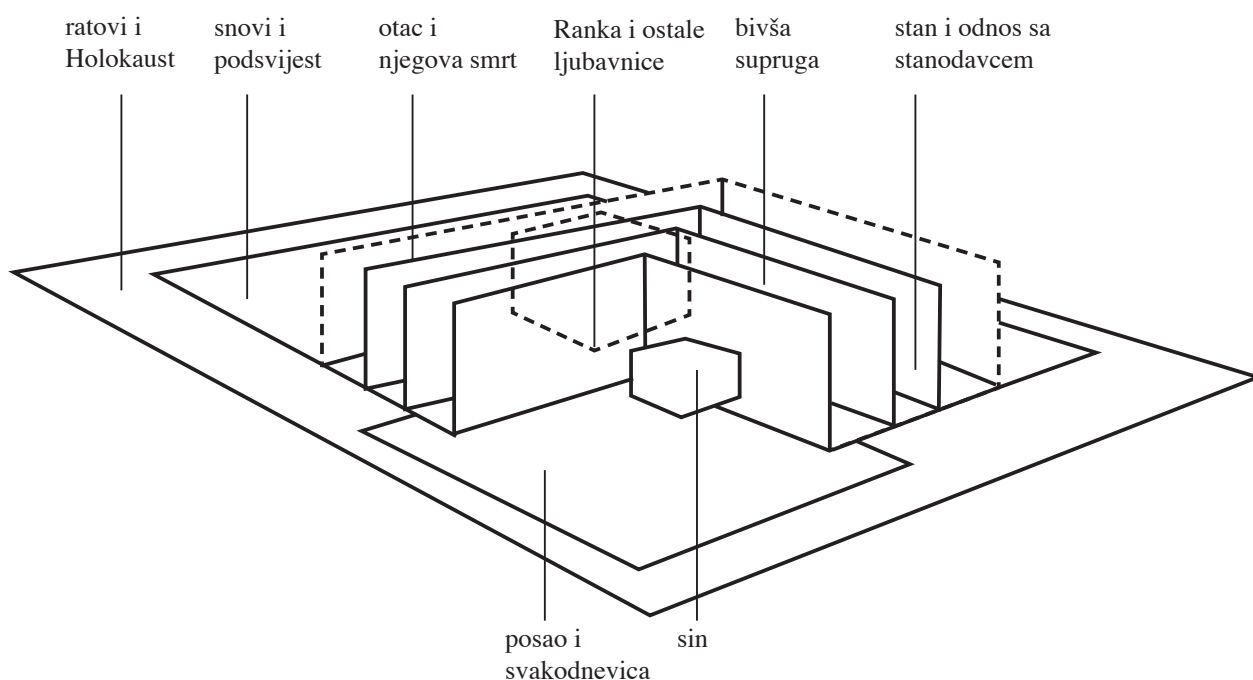 ratovi i
Holokaust
snovi i
podsvijest
otac i
njegova smrt
Ranka i ostale
ljubavnice
bivša
supruga
stan i odnos sa
stanodavcem
posao i
svakodnevica
sin